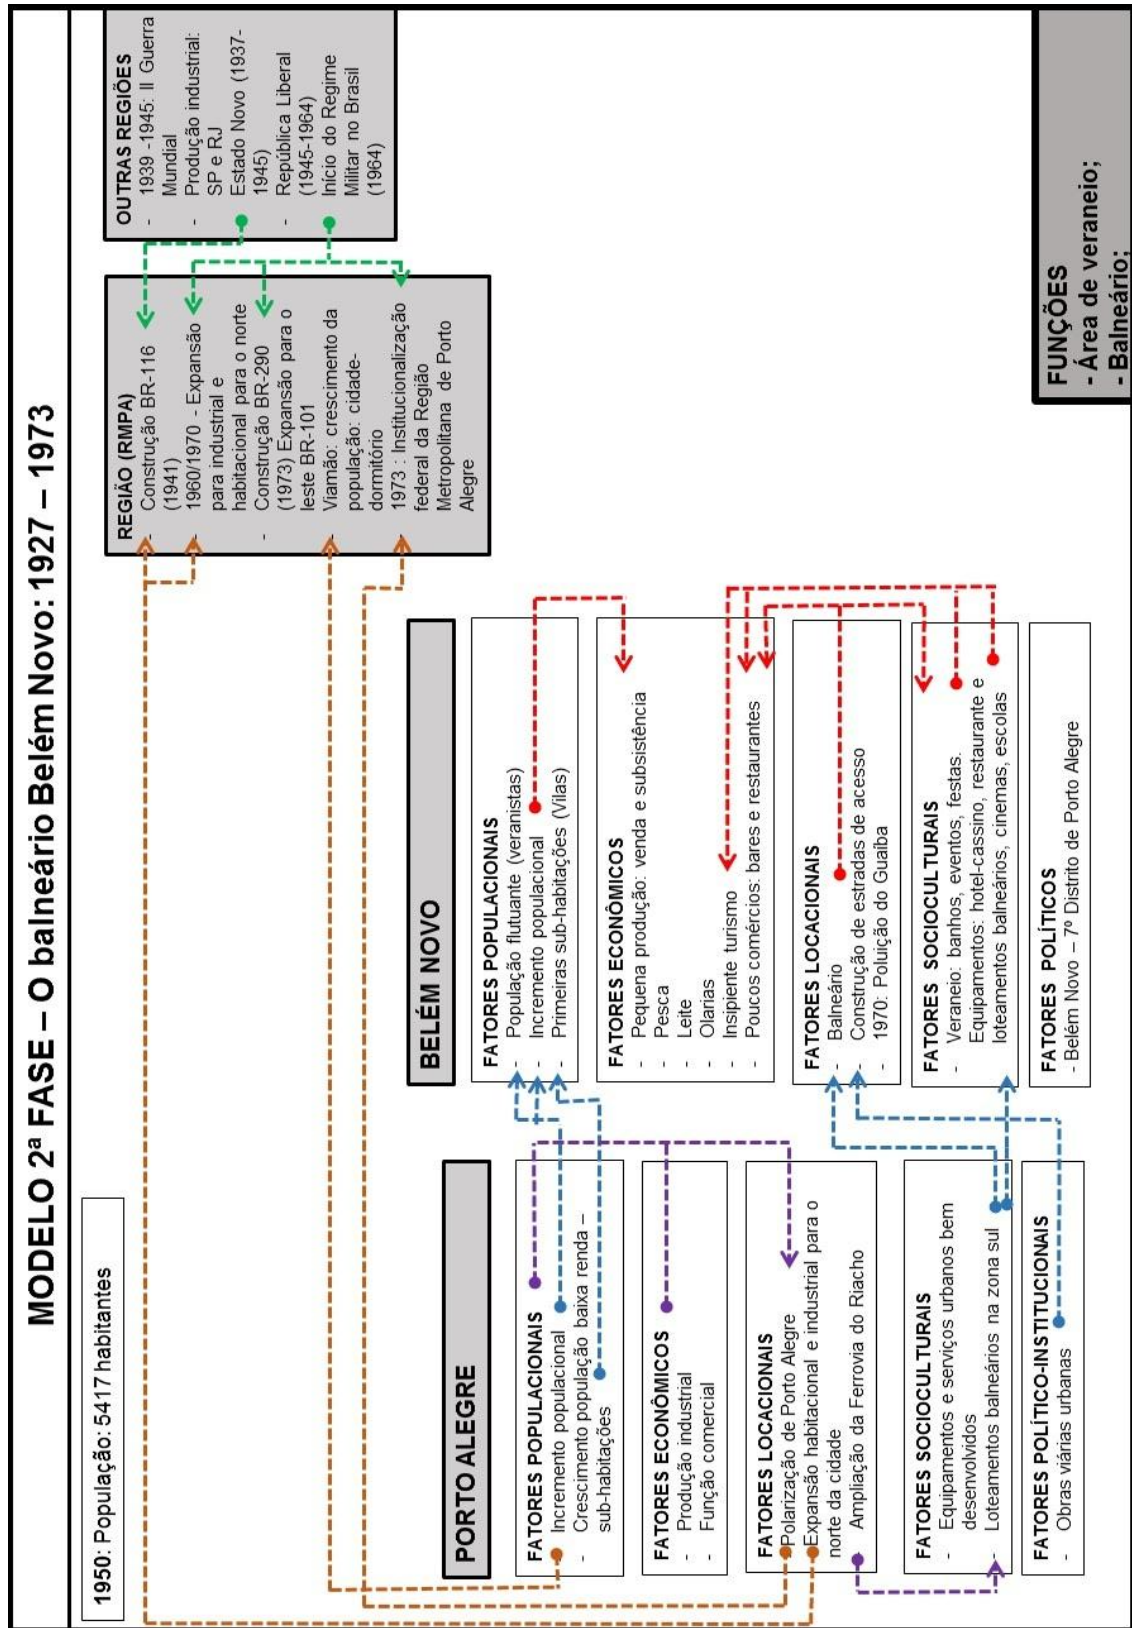 MODELO 2ª FASE – O balneário Belém Novo: 1927 – 1973
1950: População: 5417 habitantes
PORTO ALEGRE
FATORES POPULACIONAIS
- Incremento populacional
- Crescimento população baixa renda –
sub-habitações
FATORES ECONÔMICOS
- Produção industrial
- Função comercial
FATORES LOCACIONAIS
- Polarização de Porto Alegre
- Expansão habitacional e industrial para o
norte da cidade
- Ampliação da Ferrovia do Riacho
FATORES SOCIOCULTURAIS
- Equipamentos e serviços urbanos bem
desenvolvidos
- Loteamentos balneários na zona sul
FATORES POLÍTICO-INSTITUCIONAIS
- Obras viárias urbanas
BELÉM NOVO
FATORES POPULACIONAIS
- População flutuante (veranistas)
- Incremento populacional
- Primeiras sub-habitações (Vilas)
FATORES ECONÔMICOS
- Pequena produção: venda e subsistência
- Pesca
- Leite
- Olarias
- Insipiente turismo
- Poucos comércios: bares e restaurantes
FATORES LOCACIONAIS
- Balneário
- Construção de estradas de acesso
- 1970: Poluição do Guaiba
FATORES SOCIOCULTURAIS
- Veraneio: banhos, eventos, festas.
Equipamentos: hotel-cassino, restaurante e
loteamentos balneários, cinemas, escolas
FATORES POLÍTICOS
- Belém Novo – 7º Distrito de Porto Alegre
REGIÃO (RMPA)
- Construção BR-116
(1941)
- 1960/1970 - Expansão
para industrial e
habitacional para o norte
- Construção BR-290
(1973) Expansão para o
leste BR-101
- Viamão: crescimento da
população: cidade-
dormitório
- 1973 : Institucionalização
federal da Região
Metropolitana de Porto
Alegre
OUTRAS REGIÕES
- 1939 -1945: II Guerra
Mundial
- Produção industrial:
SP e RJ
- Estado Novo (1937-
1945)
- República Liberal
(1945-1964)
- Início do Regime
Militar no Brasil
(1964)
FUNÇÕES
- Área de veraneio;
- Balneário;